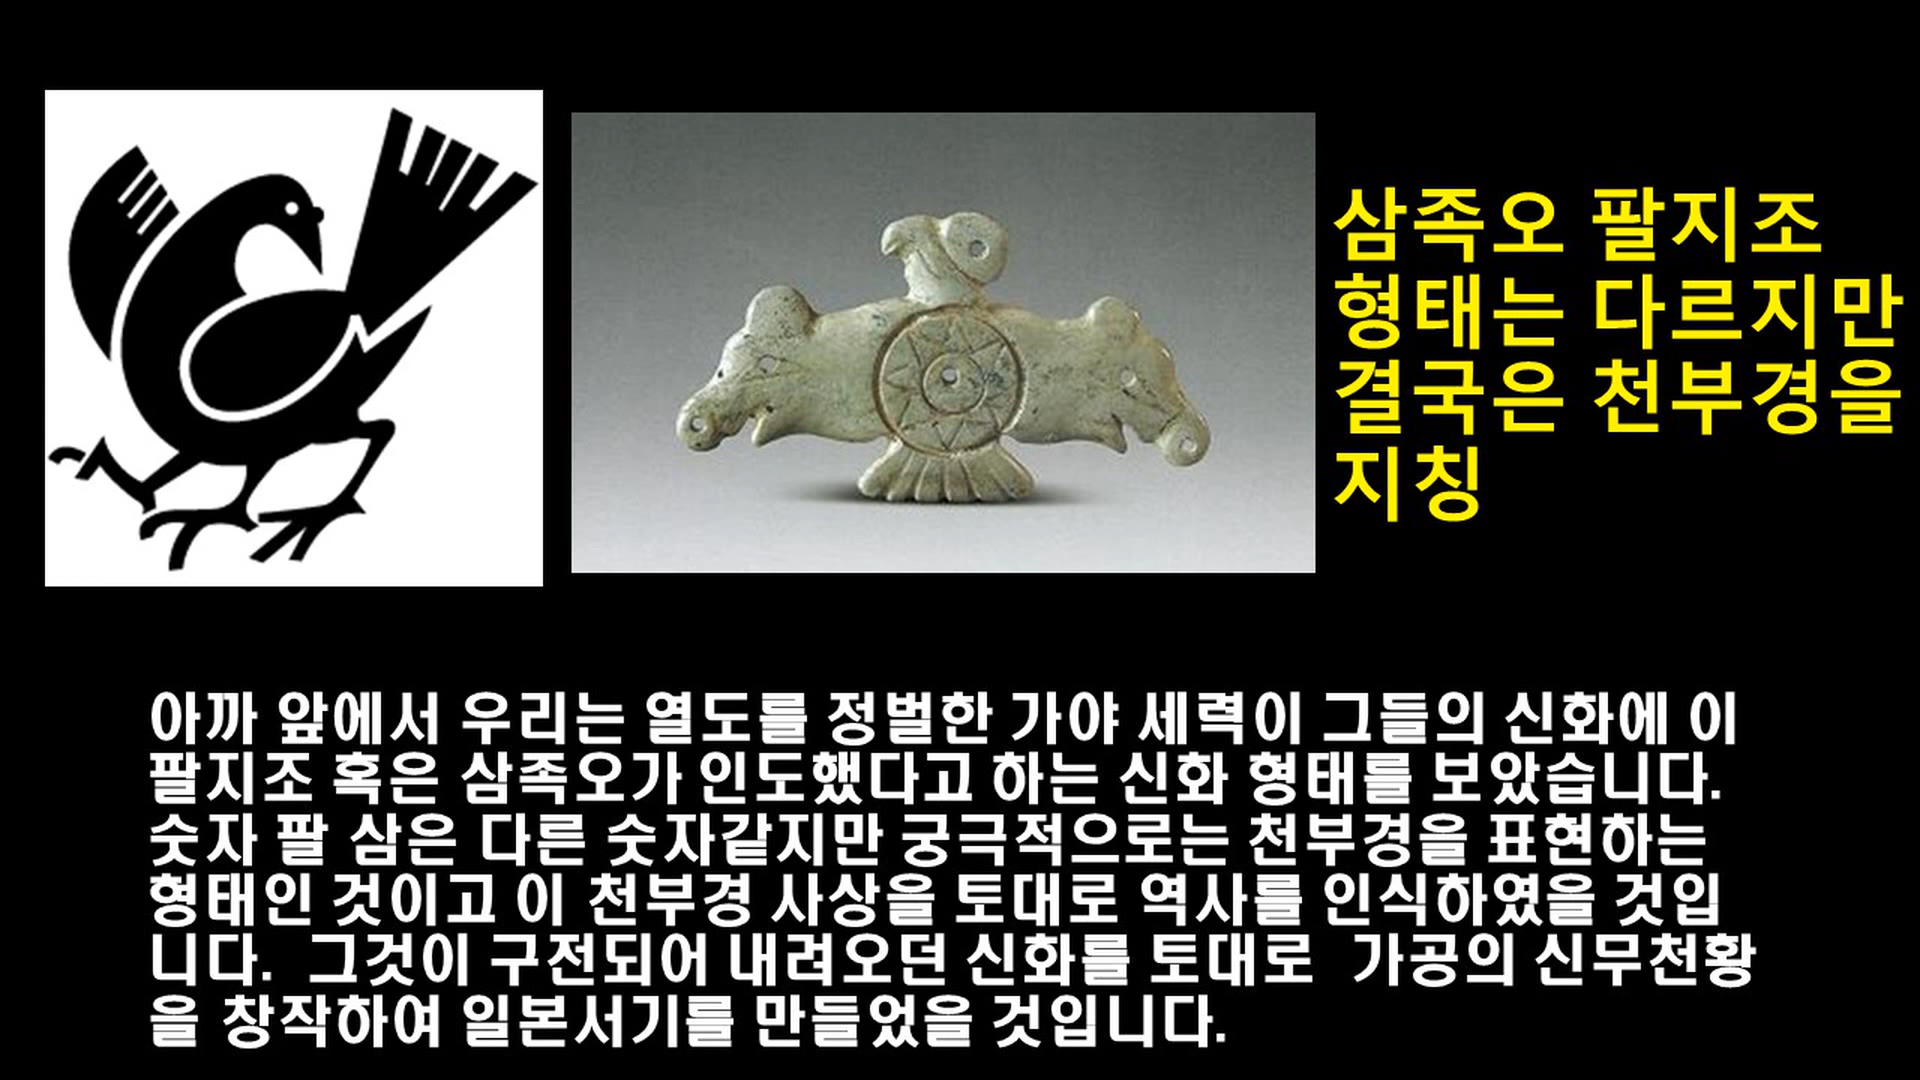 삼족오 팔지조
형태는 다르지만
결국은 천부경을
지칭
아까 앞에서 우리는 열도를 정벌한 가야 세력이 그들의 신화에 이
팔지조 혹은 삼족오가 인도했다고 하는 신화 형태를 보았습니다.
숫자 팔 삼은 다른 숫자같지만 궁극적으로는 천부경을 표현하는
형태인 것이고 이 천부경 사상을 토대로 역사를 인식하였을 것입
니다. 그것이 구전되어 내려오던 신화를 토대로 가공의 신무천황
을 창작하여 일본서기를 만들었을 것입니다.